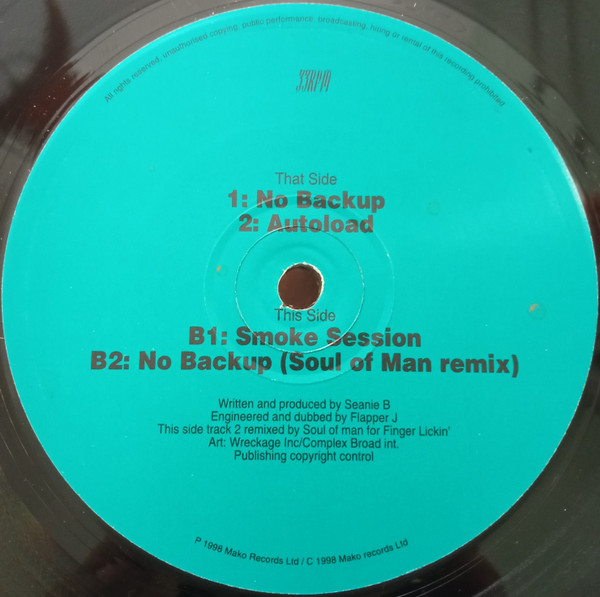 All rights reserved, unauthorised copying, public performance, broadcasting, hiring or rental of this recording prohibited
33RPM
That Side
1: No Backup
2: Autoload
This Side
B1: Smoke Session
B2: No Backup (Soul of Man remix)
Written and produced by Seanie B
Engineered and dubbed by Flapper J
This side track 2 remixed by Soul of man for Finger Lickin'
Art: Wreckage Inc/Complex Broad int.
Publishing copyright control
P 1998 Mako Records Ltd / C 1998 Mako records Ltd